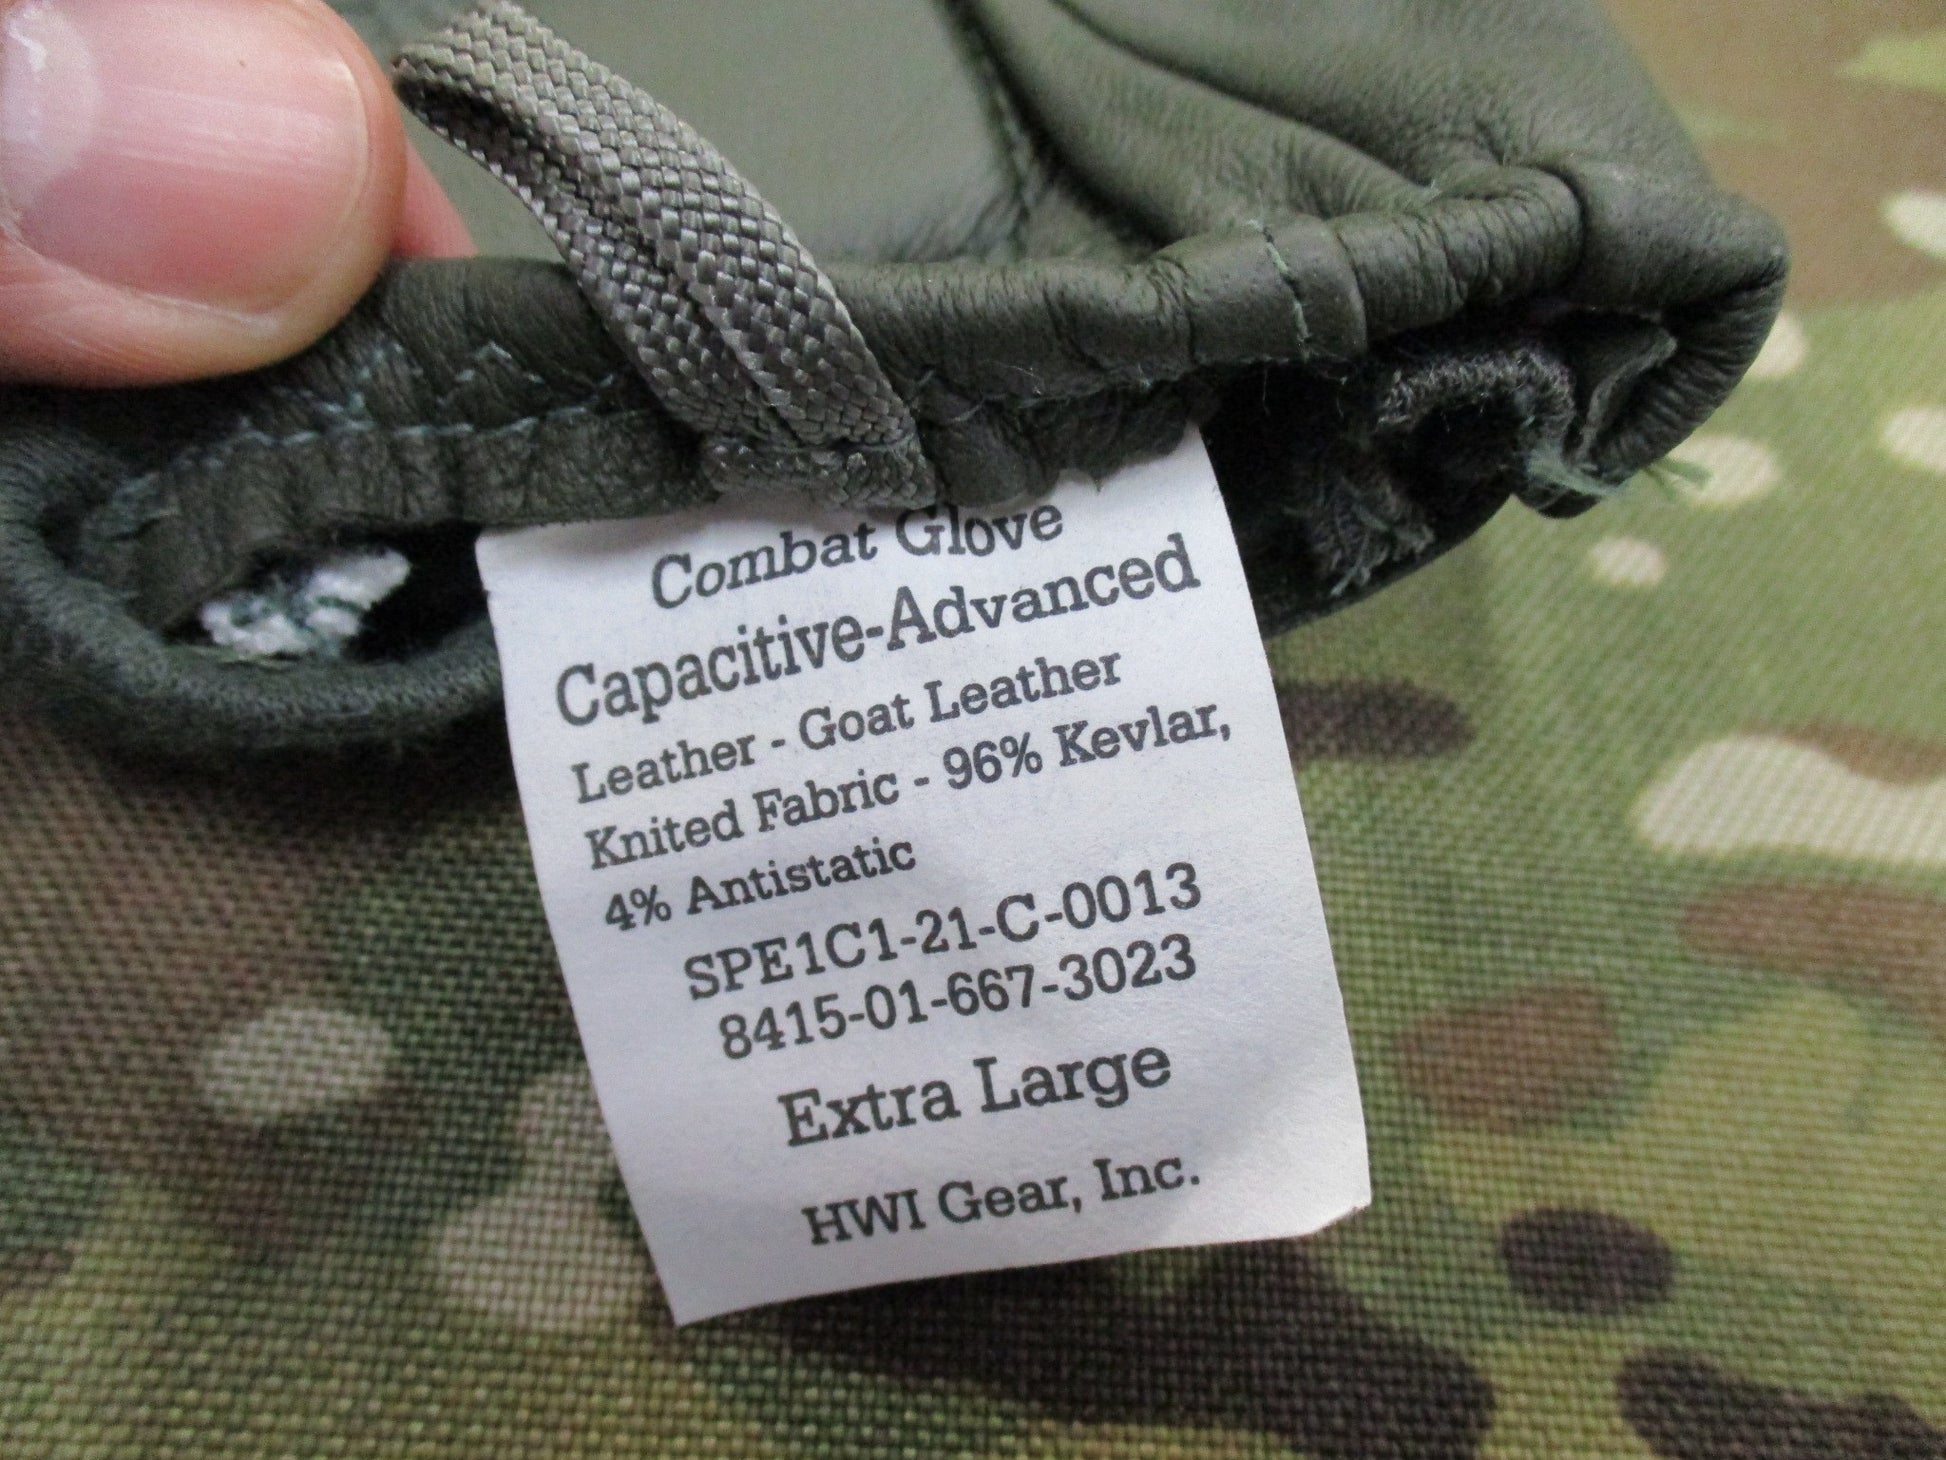 Combat Glove
Capacitive-Advanced
Leather - Goat Leather
Knited Fabric - 96% Kevlar,
4% Antistatic
SPE1C1-21-C-0013
8415-01-667-3023
Extra Large
HWI Gear, Inc.